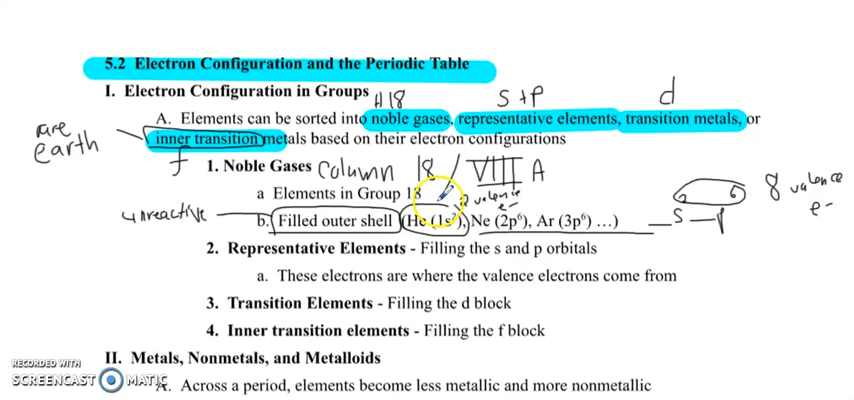 5.2 Electron Configuration and the Periodic Table
I. Electron Configuration in Groups
#18 S + P d
A. Elements can be sorted into noble gases, representative elements, transition metals, or
rare earth
inner transition metals based on their electron configurations
f
1. Noble Gases Column 18 / VIII A
a Elements in Group 18
2 valence e-
8 valence e-
6
unreactive
b. Filled outer shell (He (1s²), Ne (2p⁶), Ar (3p⁶) …) __s __p
2. Representative Elements - Filling the s and p orbitals
a. These electrons are where the valence electrons come from
3. Transition Elements - Filling the d block
4. Inner transition elements - Filling the f block
II. Metals, Nonmetals, and Metalloids
RECORDED WITH
SCREENCAST MATIC
A. Across a period, elements become less metallic and more nonmetallic